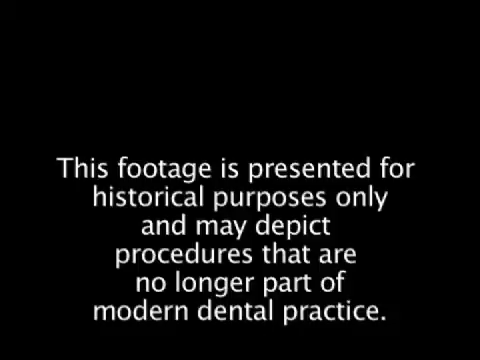 This footage is presented for
historical purposes only
and may depict
procedures that are
no longer part of
modern dental practice.